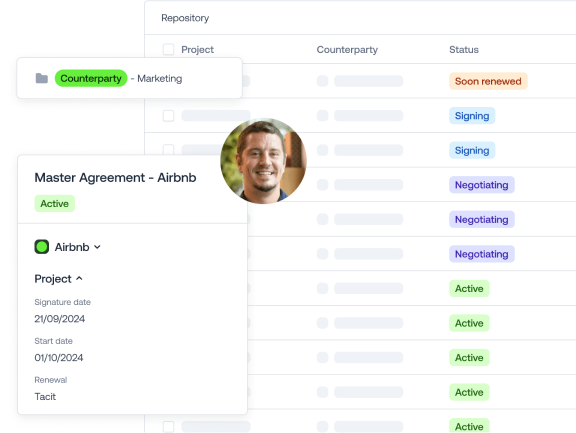 Repository
Project Counterparty Status
Counterparty - Marketing
Soon renewed
Signing
Signing
Negotiating
Negotiating
Negotiating
Active
Active
Active
Active
Active
Master Agreement - Airbnb
Active
Airbnb
Project
Signature date
21/09/2024
Start date
01/10/2024
Renewal
Tacit